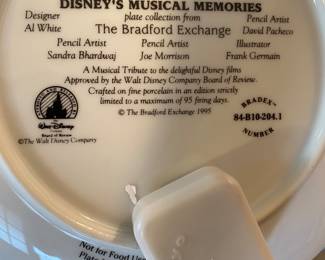 DISNEY'S MUSICAL MEMORIES
Designer plate collection from Pencil Artist
Al White The Bradford Exchange David Pacheco
Pencil Artist Pencil Artist Illustrator
Sandra Bhardwaj Joe Morrison Frank Germain
A Musical Tribute to the delightful Disney films
Approved by the Walt Disney Company Board of Review.
Crafted on fine porcelain in an edition strictly
limited to a maximum of 95 firing days.
© The Bradford Exchange 1995
Walt Disney
Board of Review
©The Walt Disney Company
BRADEX
84-B10-204.1
NUMBER
Not for Food Use